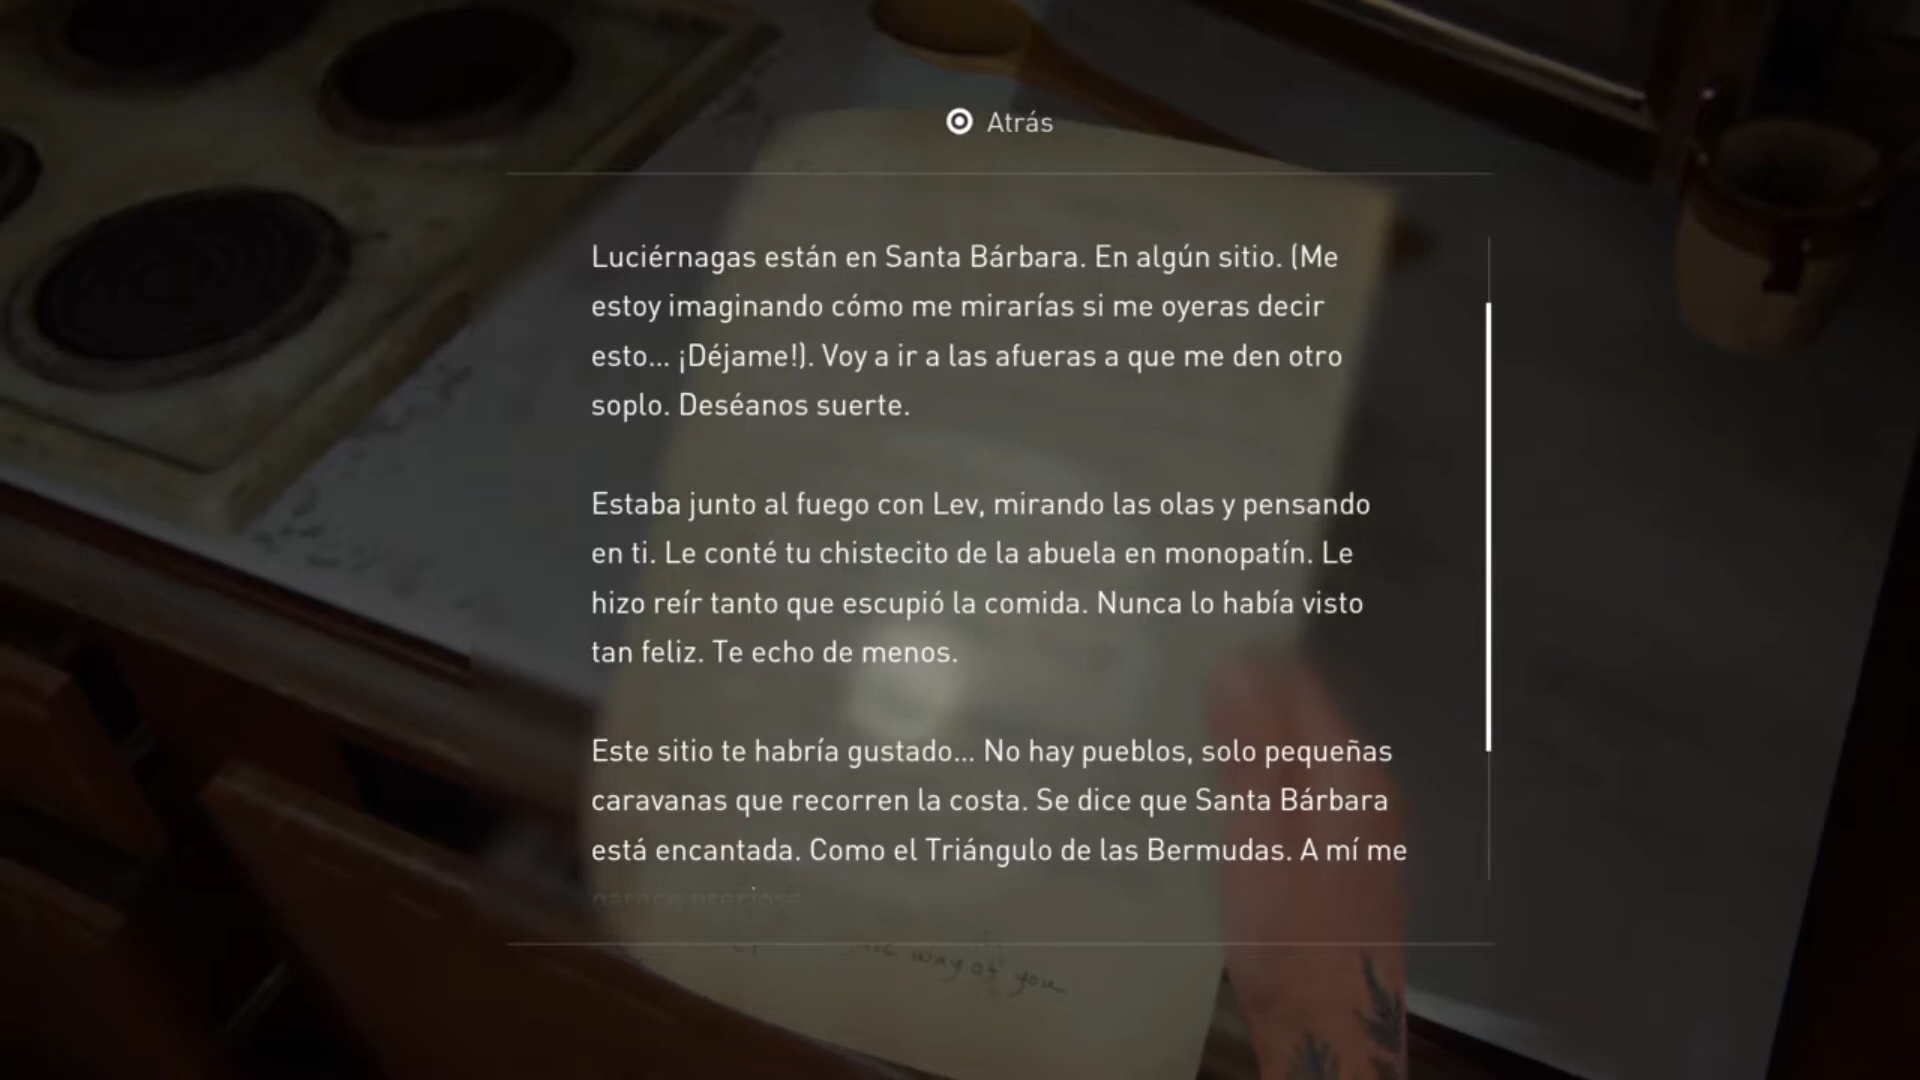 Atrás
Luciérnagas están en Santa Bárbara. En algún sitio. (Me
estoy imaginando cómo me mirarías si me oyeras decir
esto... ¡Déjame!). Voy a ir a las afueras a que me den otro
soplo. Deséanos suerte.
Estaba junto al fuego con Lev, mirando las olas y pensando
en ti. Le conté tu chistecito de la abuela en monopatín. Le
hizo reír tanto que escupió la comida. Nunca lo había visto
tan feliz. Te echo de menos.
Este sitio te habría gustado... No hay pueblos, solo pequeñas
caravanas que recorren la costa. Se dice que Santa Bárbara
está encantada. Como el Triángulo de las Bermudas. A mí me
way of you